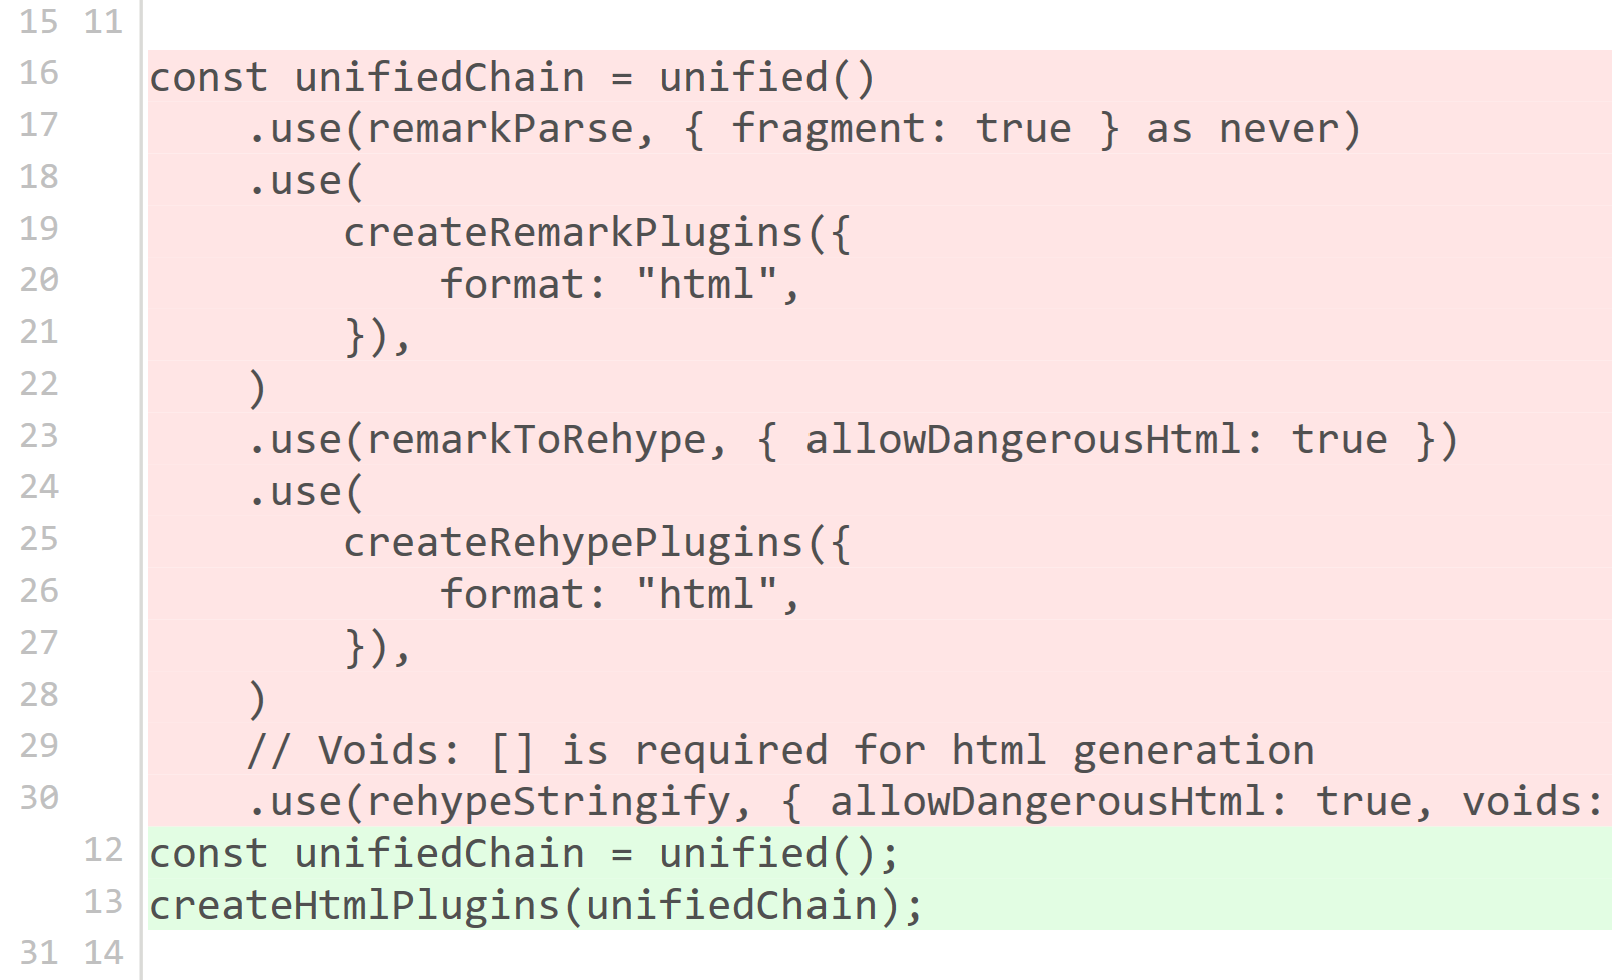 15 11
16 const unifiedChain = unified()
17 .use(remarkParse, { fragment: true } as never)
18 .use(
19 createRemarkPlugins({
20 format: "html",
21 }),
22 )
23 .use(remarkToRehype, { allowDangerousHtml: true })
24 .use(
25 createRehypePlugins({
26 format: "html",
27 }),
28 )
29 // Voids: [] is required for html generation
30 .use(rehypeStringify, { allowDangerousHtml: true, voids:
12 const unifiedChain = unified();
13 createHtmlPlugins(unifiedChain);
31 14